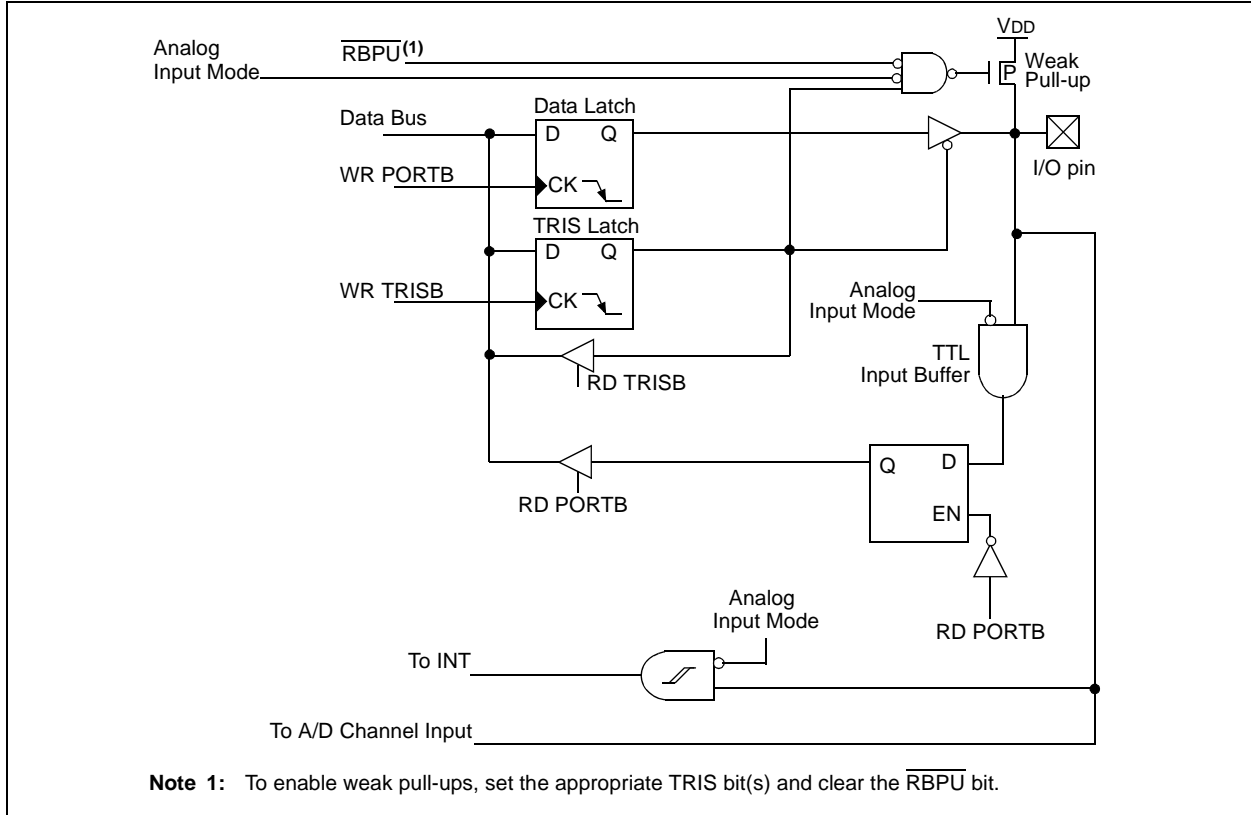 VDD
Analog
Input Mode
RBPU(1)
Weak
Pull-up
P
Data Latch
Data Bus
D Q
I/O pin
WR PORTB
CK
TRIS Latch
D Q
WR TRISB
CK
Analog
Input Mode
TTL
Input Buffer
RD TRISB
Q D
RD PORTB
EN
Analog
Input Mode
RD PORTB
To INT
To A/D Channel Input
Note 1: To enable weak pull-ups, set the appropriate TRIS bit(s) and clear the RBPU bit.